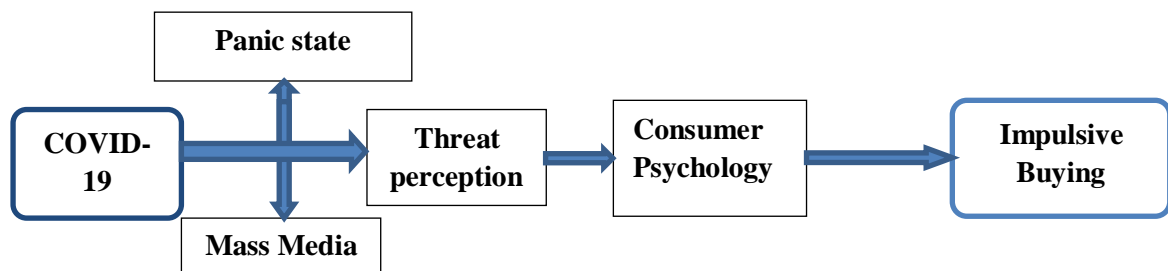 Panic state
COVID-
19
Threat
perception
Consumer
Psychology
Impulsive
Buying
Mass Media